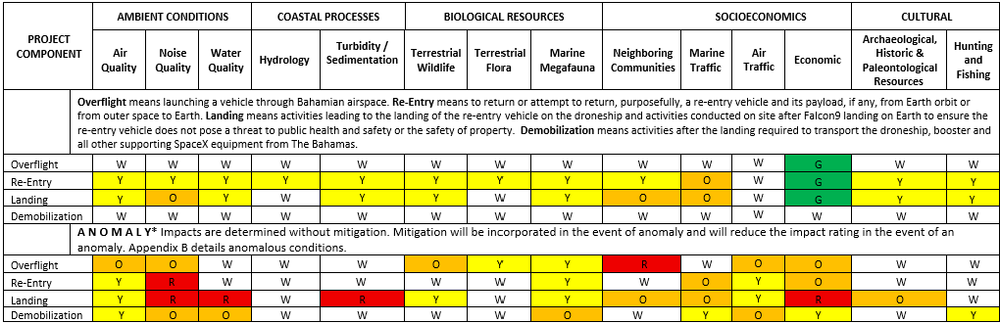 PROJECT COMPONENT | AMBIENT CONDITIONS | COASTAL PROCESSES | BIOLOGICAL RESOURCES | SOCIOECONOMICS | CULTURAL
Air Quality | Noise Quality | Water Quality | Hydrology | Turbidity / Sedimentation | Terrestrial Wildlife | Terrestrial Flora | Marine Megafauna | Neighboring Communities | Marine Traffic | Air Traffic | Economic | Archaeological, Historic & Paleontological Resources | Hunting and Fishing
Overflight means launching a vehicle through Bahamian airspace. Re-Entry means to return or attempt to return, purposefully, a re-entry vehicle and its payload, if any, from Earth orbit or
from outer space to Earth. Landing means activities leading to the landing of the re-entry vehicle on the droneship and activities conducted on site after Falcon9 landing on Earth to ensure
the re-entry vehicle does not pose a threat to public health and safety or the safety of property. Demobilization means activities after the landing required to transport the droneship, booster and
all other supporting SpaceX equipment from The Bahamas.
Overflight | W | W | W | W | W | W | W | W | W | W | W | G | W | W
Re-Entry | Y | Y | Y | Y | Y | Y | Y | Y | Y | O | W | G | Y | Y
Landing | Y | O | Y | W | Y | Y | W | Y | O | O | W | G | Y | Y
Demobilization | W | W | W | W | W | W | W | W | W | W | W | W | W | W
A N O M A L Y* Impacts are determined without mitigation. Mitigation will be incorporated in the event of anomaly and will reduce the impact rating in the event of an
anomaly. Appendix B details anomalous conditions.
Overflight | O | O | W | W | W | O | Y | Y | R | W | O | O | W | W
Re-Entry | Y | R | W | W | W | W | W | Y | W | O | Y | O | W | W
Landing | Y | R | R | W | R | Y | W | Y | O | O | Y | R | O | W
Demobilization | Y | O | O | W | W | W | W | O | W | Y | O | Y | W | Y